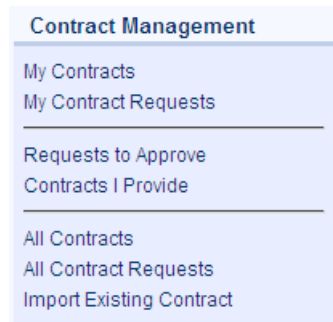 Contract Management
My Contracts
My Contract Requests
Requests to Approve
Contracts I Provide
All Contracts
All Contract Requests
Import Existing Contract